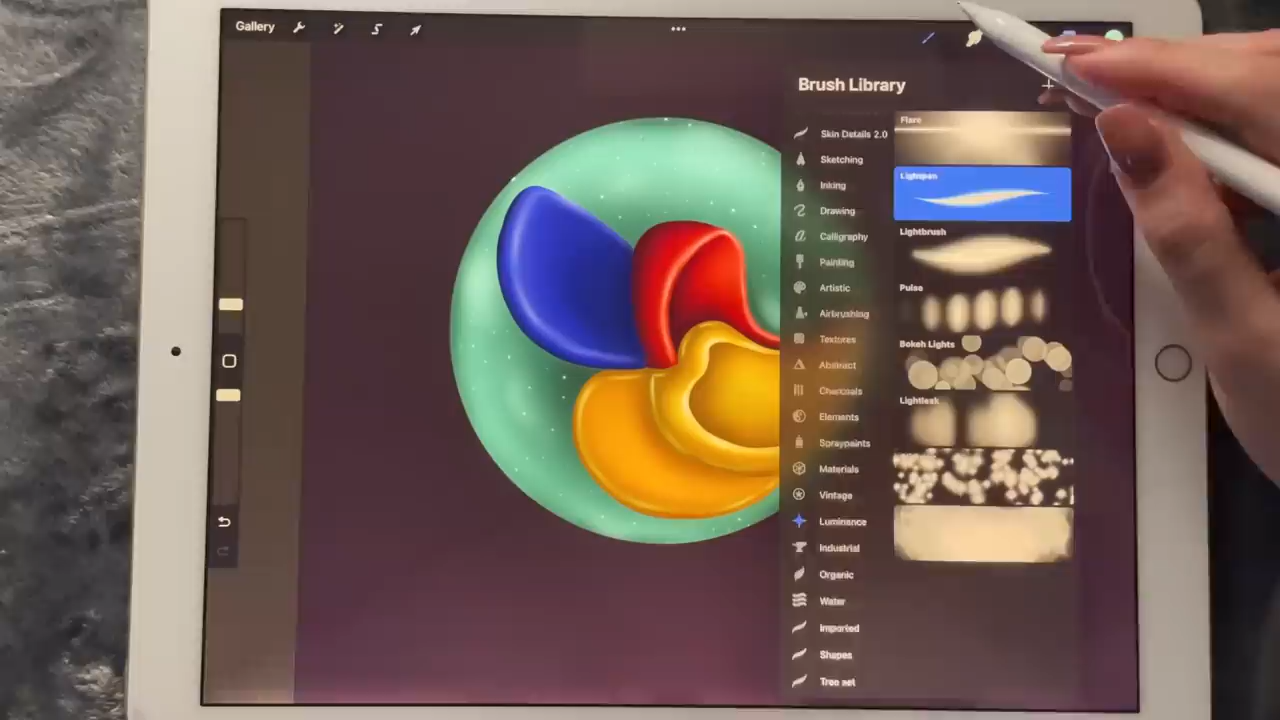 Gallery
Brush Library
Skin Details 2.0
Sketching
Inking
Drawing
Calligraphy
Painting
Artistic
Airbrushing
Textures
Abstract
Charcoals
Elements
Spraypaints
Materials
Vintage
Luminance
Industrial
Organic
Water
Imported
Shapes
Tree set
Flare
Lightpen
Lightbrush
Pulse
Bokeh Lights
Lightleak